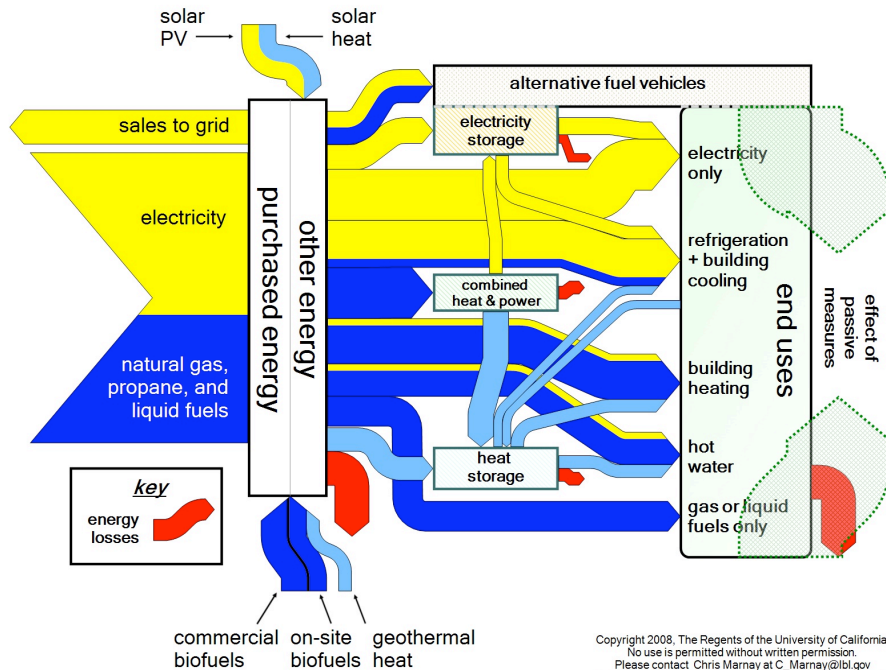 solar
PV
solar
heat
alternative fuel vehicles
sales to grid
electricity
storage
electricity
only
electricity
purchased energy
other energy
refrigeration
+ building
cooling
combined
heat & power
end uses
effect of
passive
measures
natural gas,
propane, and
liquid fuels
building
heating
hot
water
heat
storage
key
energy
losses
gas or liquid
fuels only
commercial
biofuels
on-site
biofuels
geothermal
heat
Copyright 2008, The Regents of the University of California
No use is permitted without written permission.
Please contact Chris Marnay at C_Marnay@lbl.gov